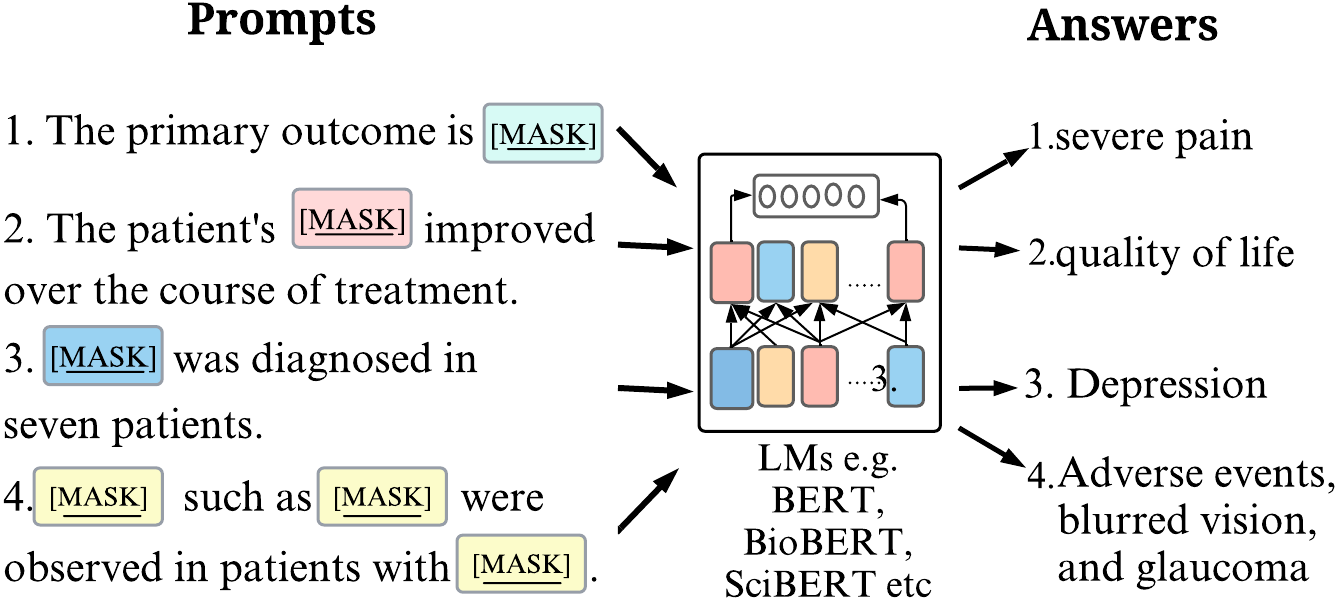 Prompts
1. The primary outcome is [MASK]
2. The patient's [MASK] improved
over the course of treatment.
3. [MASK] was diagnosed in
seven patients.
4. [MASK] such as [MASK] were
observed in patients with [MASK] .
3.
LMs e.g.
BERT,
BioBERT,
SciBERT etc
Answers
1.severe pain
2.quality of life
3. Depression
4.Adverse events,
blurred vision,
and glaucoma